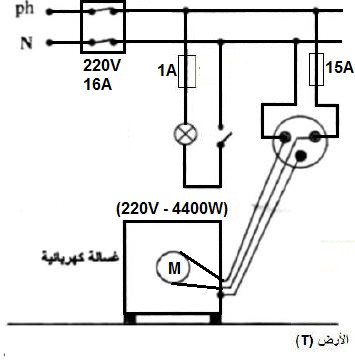 ph
N
220V
16A
1A
15A
(220V - 4400W)
غسالة كهربائية
M
الأرض (T)